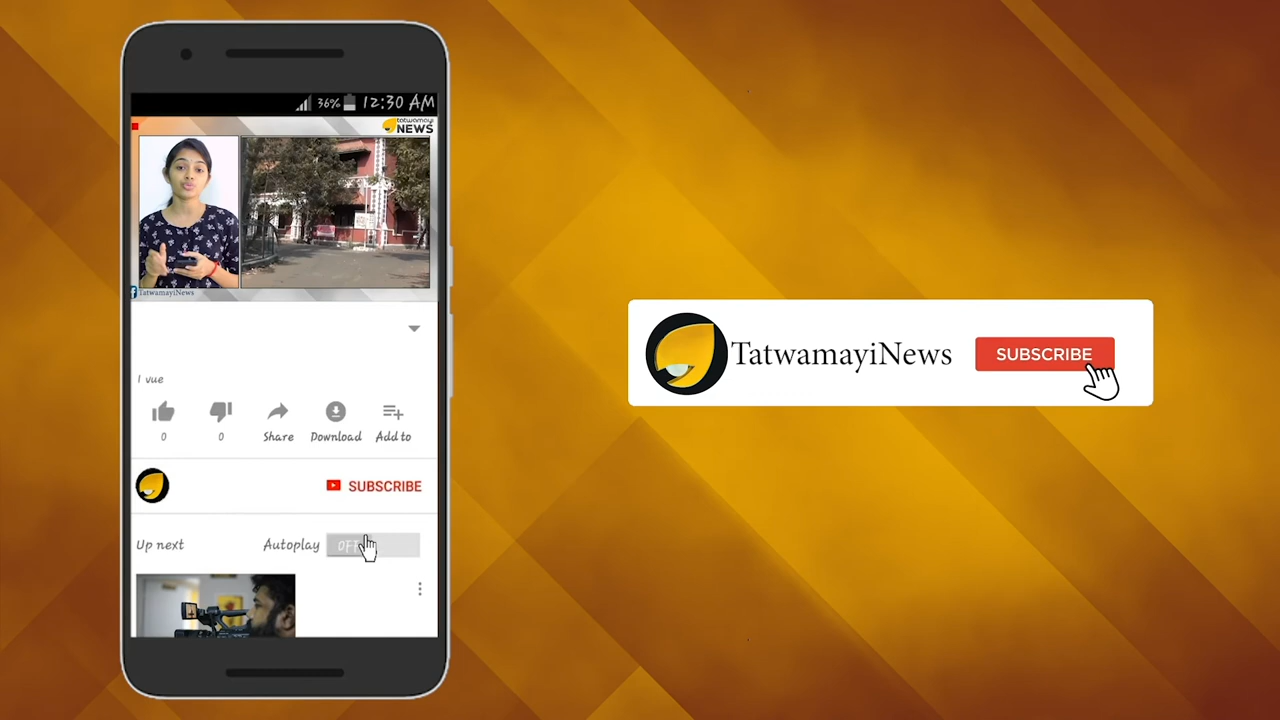 36% 12:30 AM
tatwamayi
NEWS
TatwamayiNews
1 vue
0 0 Share Download Add to
SUBSCRIBE
Up next Autoplay OFF
TatwamayiNews SUBSCRIBE